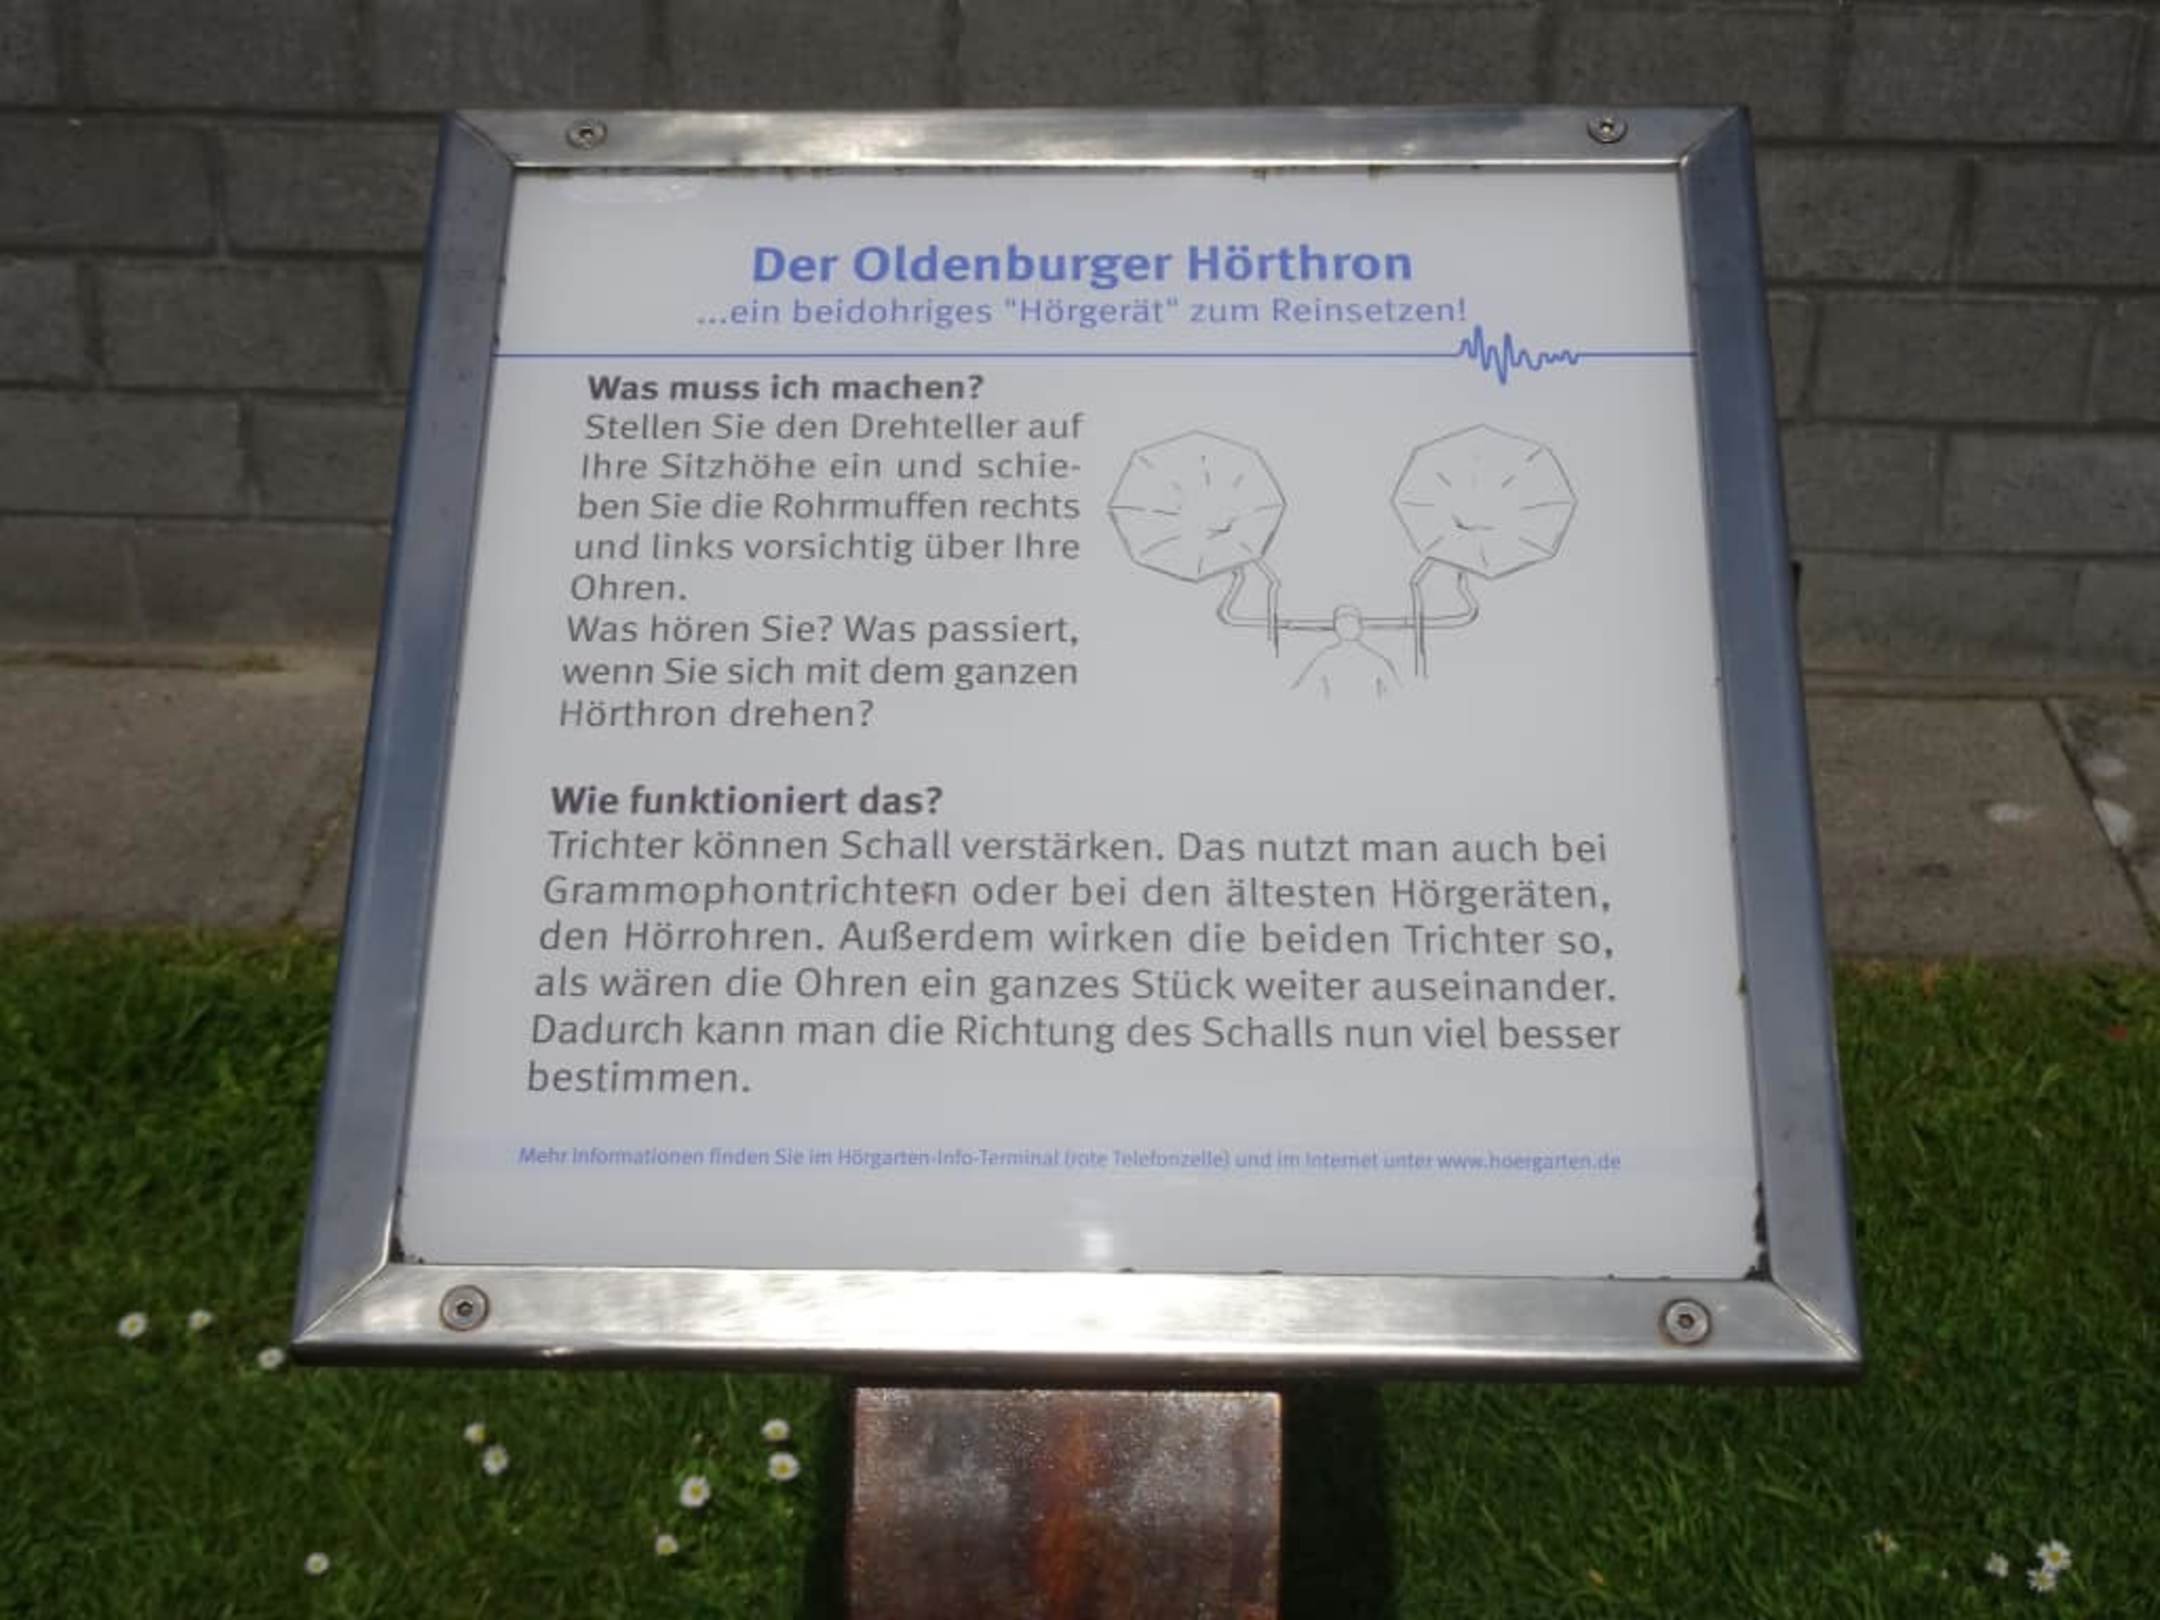 Der Oldenburger Hörthron
...ein beidohriges "Hörgerät" zum Reinsetzen!
Was muss ich machen?
Stellen Sie den Drehteller auf
Ihre Sitzhöhe ein und schie-
ben Sie die Rohrmuffen rechts
und links vorsichtig über Ihre
Ohren.
Was hören Sie? Was passiert,
wenn Sie sich mit dem ganzen
Hörthron drehen?
Wie funktioniert das?
Trichter können Schall verstärken. Das nutzt man auch bei
Grammophontrichtern oder bei den ältesten Hörgeräten,
den Hörrohren. Außerdem wirken die beiden Trichter so,
als wären die Ohren ein ganzes Stück weiter auseinander.
Dadurch kann man die Richtung des Schalls nun viel besser
bestimmen.
Mehr Informationen finden Sie im Hörgarten-Info-Terminal (rote Telefonzelle) und im Internet unter www.hoergarten.de